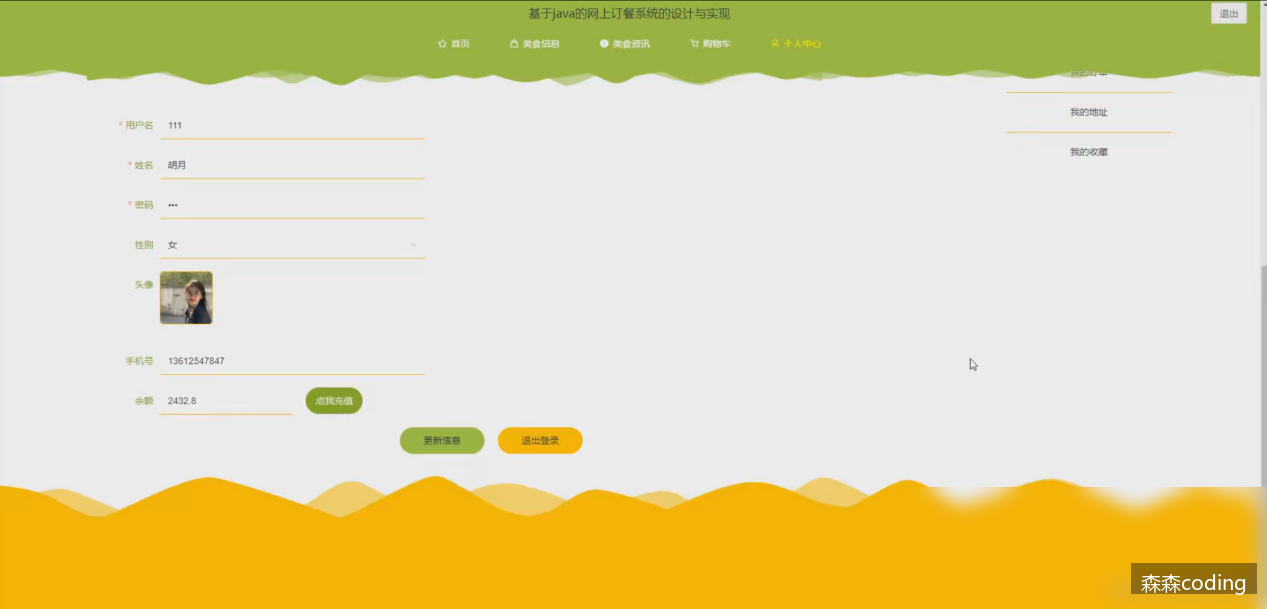 基于java的网上订餐系统的设计与实现
退出
首页 美食信息 美食资讯 购物车 个人中心
我的订单
我的地址
我的收藏
* 用户名 111
* 姓名 胡月
* 密码 •••
性别 女
头像
手机号 13612547847
余额 2432.8 点我充值
更新信息 退出登录
森森coding